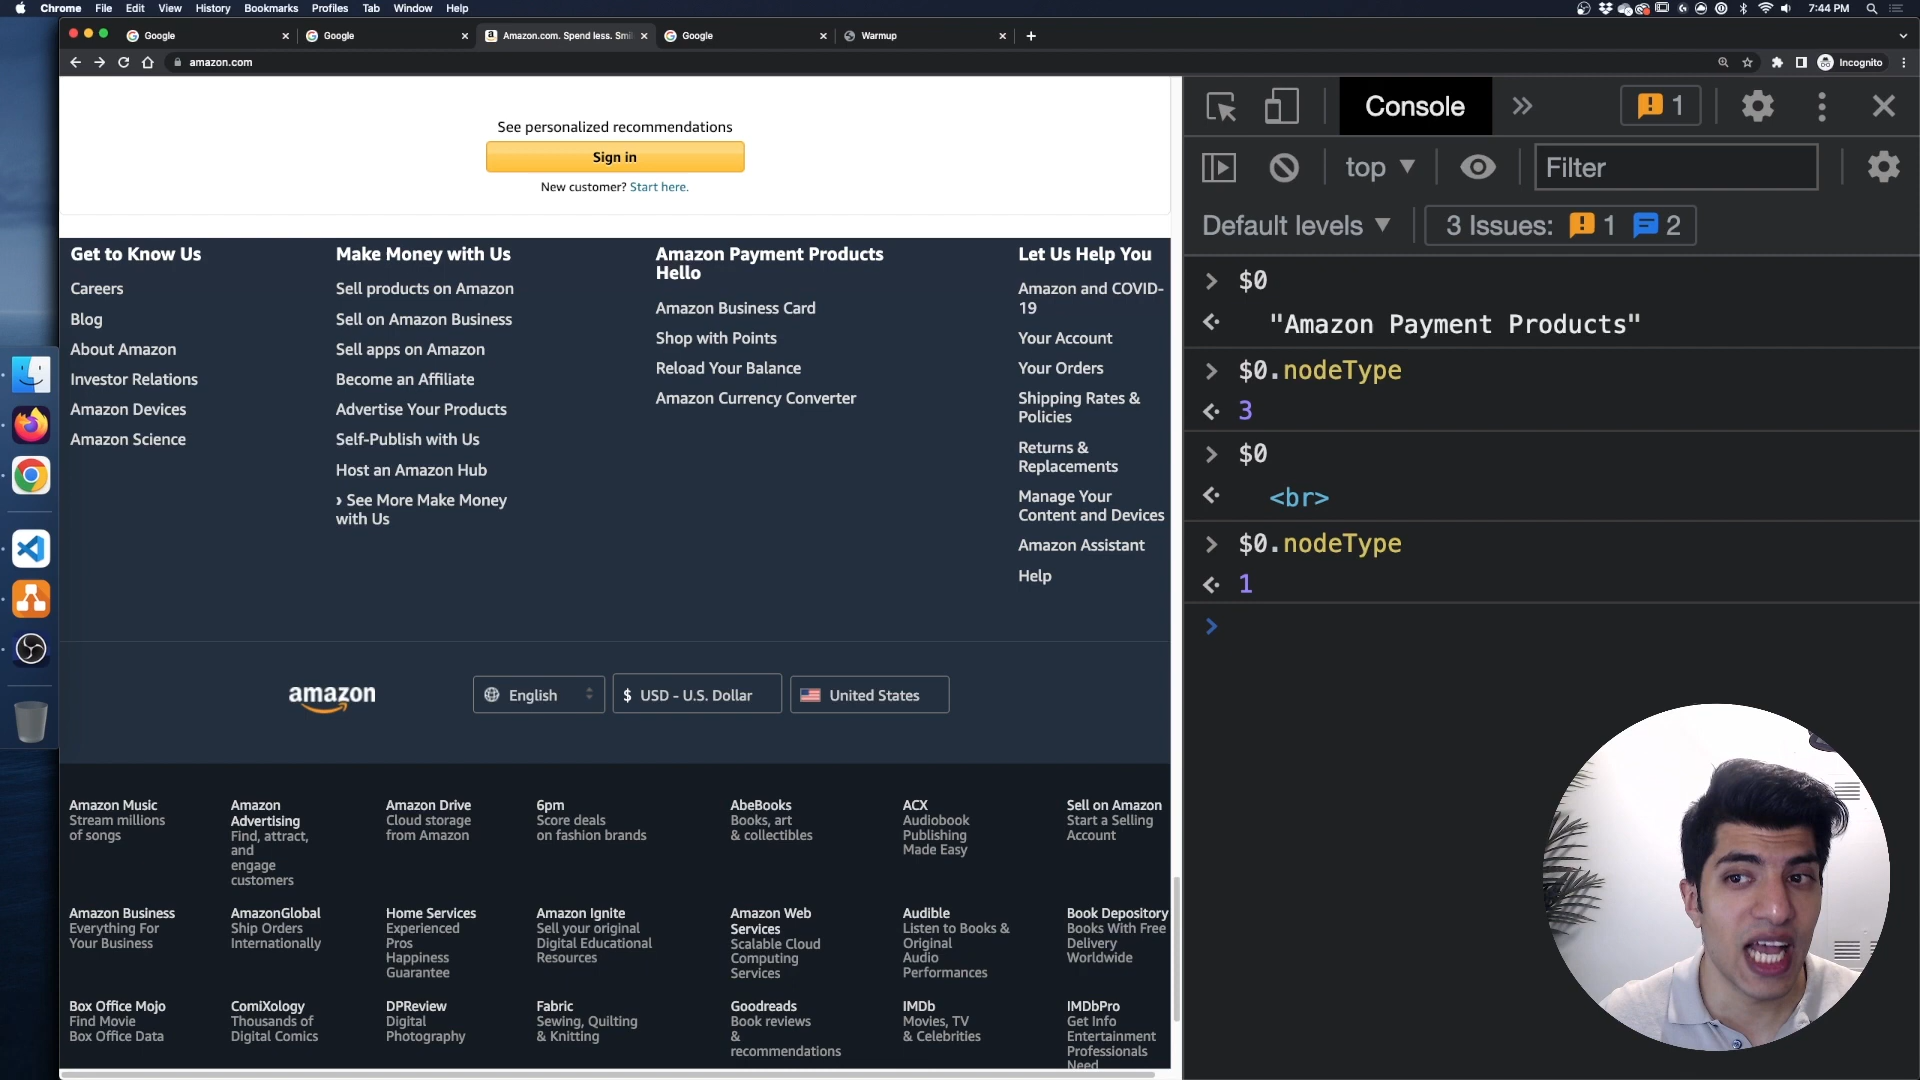 Chrome File Edit View History Bookmarks Profiles Tab Window Help 7:44 PM
Google Google Amazon.com. Spend less. Smil Google Warmup
amazon.com Incognito
See personalized recommendations
Sign in
New customer? Start here.
Get to Know Us
Careers
Blog
About Amazon
Investor Relations
Amazon Devices
Amazon Science
Make Money with Us
Sell products on Amazon
Sell on Amazon Business
Sell apps on Amazon
Become an Affiliate
Advertise Your Products
Self-Publish with Us
Host an Amazon Hub
› See More Make Money
with Us
Amazon Payment Products
Hello
Amazon Business Card
Shop with Points
Reload Your Balance
Amazon Currency Converter
Let Us Help You
Amazon and COVID-
19
Your Account
Your Orders
Shipping Rates &
Policies
Returns &
Replacements
Manage Your
Content and Devices
Amazon Assistant
Help
amazon
English
$ USD - U.S. Dollar
United States
Amazon Music
Stream millions
of songs
Amazon
Advertising
Find, attract,
and
engage
customers
Amazon Drive
Cloud storage
from Amazon
6pm
Score deals
on fashion brands
AbeBooks
Books, art
& collectibles
ACX
Audiobook
Publishing
Made Easy
Sell on Amazon
Start a Selling
Account
Amazon Business
Everything For
Your Business
AmazonGlobal
Ship Orders
Internationally
Home Services
Experienced
Pros
Happiness
Guarantee
Amazon Ignite
Sell your original
Digital Educational
Resources
Amazon Web
Services
Scalable Cloud
Computing
Services
Audible
Listen to Books &
Original
Audio
Performances
Book Depository
Books With Free
Delivery
Worldwide
Box Office Mojo
Find Movie
Box Office Data
ComiXology
Thousands of
Digital Comics
DPReview
Digital
Photography
Fabric
Sewing, Quilting
& Knitting
Goodreads
Book reviews
&
recommendations
IMDb
Movies, TV
& Celebrities
IMDbPro
Get Info
Entertainment
Professionals
Need
Console » 1
top ▼ Filter
Default levels ▼ 3 Issues: 1 2
> $0
"Amazon Payment Products"
> $0.nodeType
3
> $0
<br>
> $0.nodeType
1
>